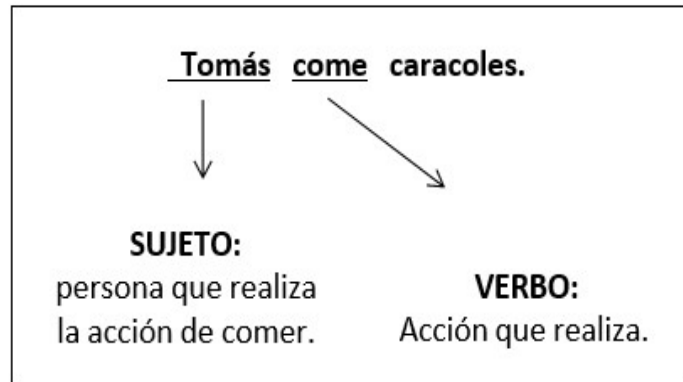 Tomás come caracoles.
SUJETO:
persona que realiza
la acción de comer.
VERBO:
Acción que realiza.